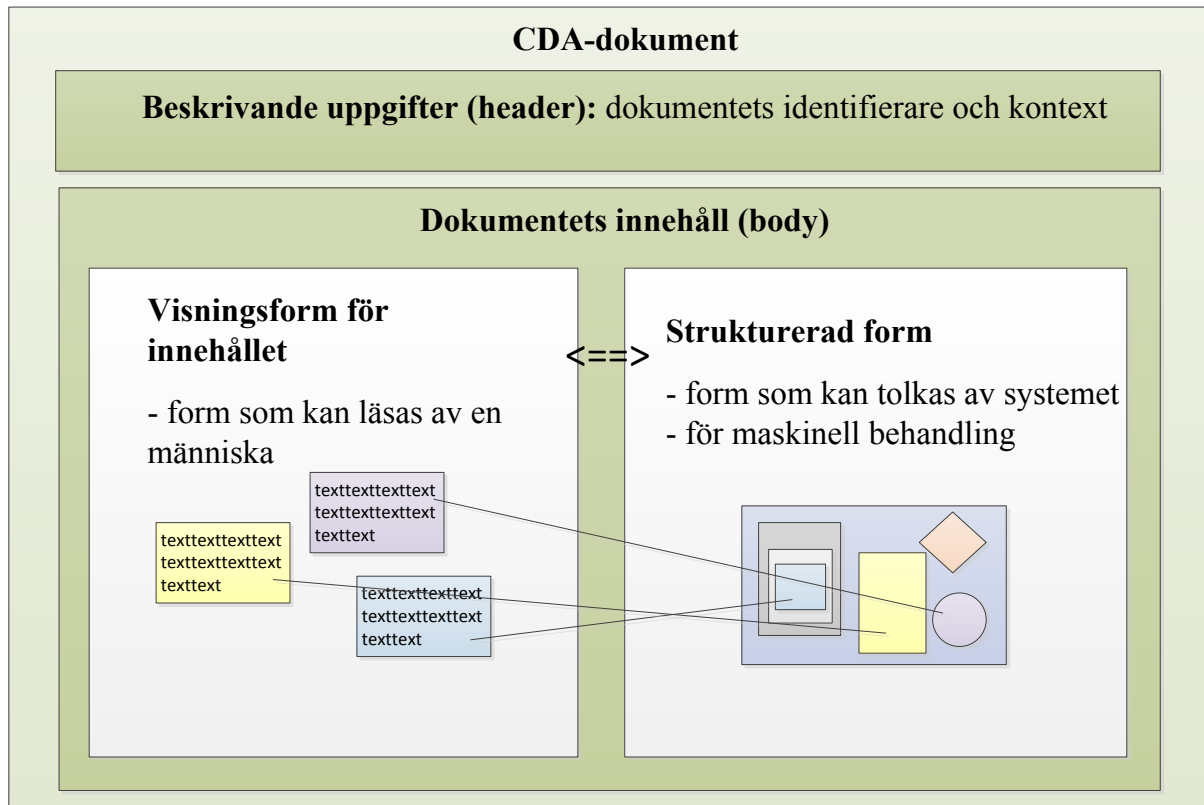 CDA-dokument
Beskrivande uppgifter (header): dokumentets identifierare och kontext
Dokumentets innehåll (body)
Visningsform för
innehållet
- form som kan läsas av en
människa
texttexttexttext
texttexttexttext
texttext
texttexttexttext
texttexttexttext
texttext
texttexttexttext
texttexttexttext
texttext
<==>
Strukturerad form
- form som kan tolkas av systemet
- för maskinell behandling